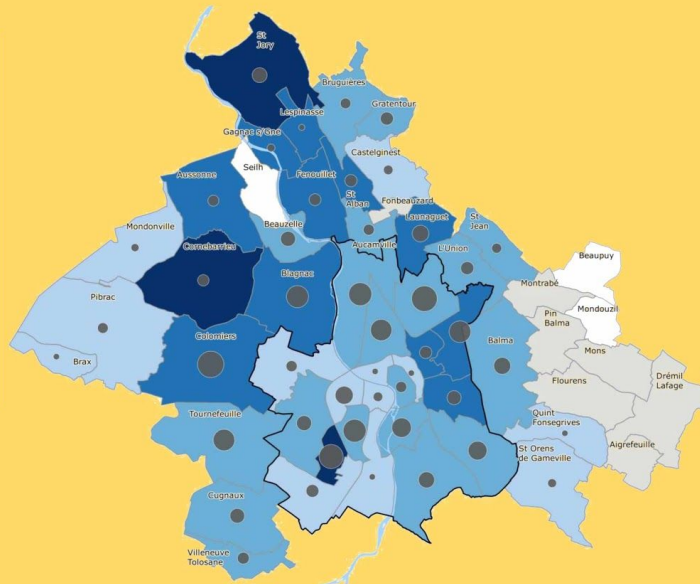 St
Jory
Bruguières
Gratentour
Lespinasse
Gagnac s/Gne
Castelginest
Seilh
Aussonne
Fenouillet
St
Alban
Fonbeauzard
Launaguet
St
Jean
Mondonville
Beauzelle
Aucamville
L'Union
Cornebarrieu
Beaupuy
Blagnac
Montrabé
Pibrac
Mondouzil
Pin
Balma
Colomiers
Balma
Mons
Brax
Flourens
Drémil
Lafage
Tournefeuille
Quint
Fonsegrives
Aigrefeuille
St Orens
de Gameville
Cugnaux
Villeneuve
Tolosane